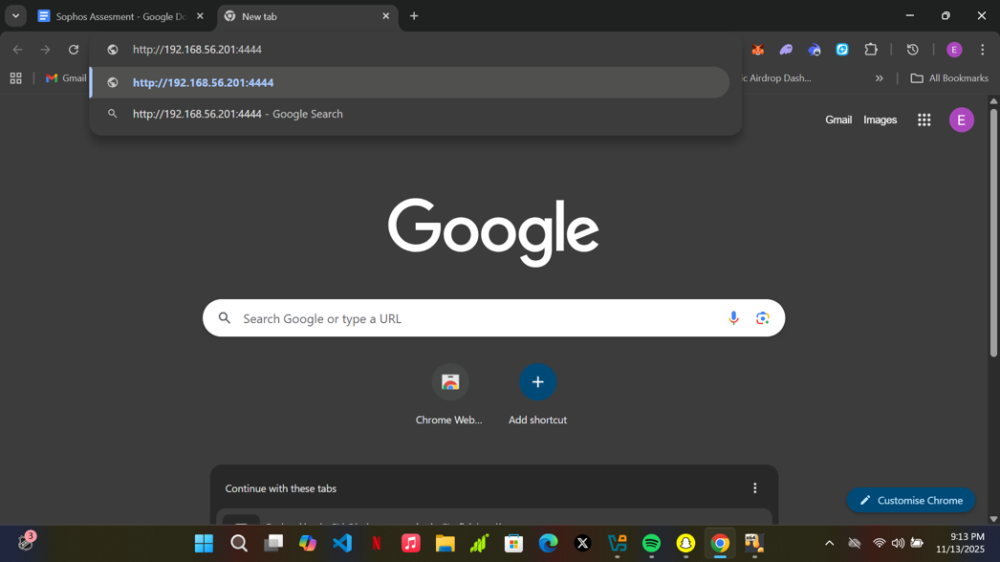 Sophos Assesment - Google Do
New tab
http://192.168.56.201:4444
E
Gmail
http://192.168.56.201:4444
ic Airdrop Dash...
All Bookmarks
http://192.168.56.201:4444 - Google Search
Gmail
Images
E
Google
Search Google or type a URL
Chrome Web...
Add shortcut
Continue with these tabs
Customise Chrome
3
9:13 PM
11/13/2025